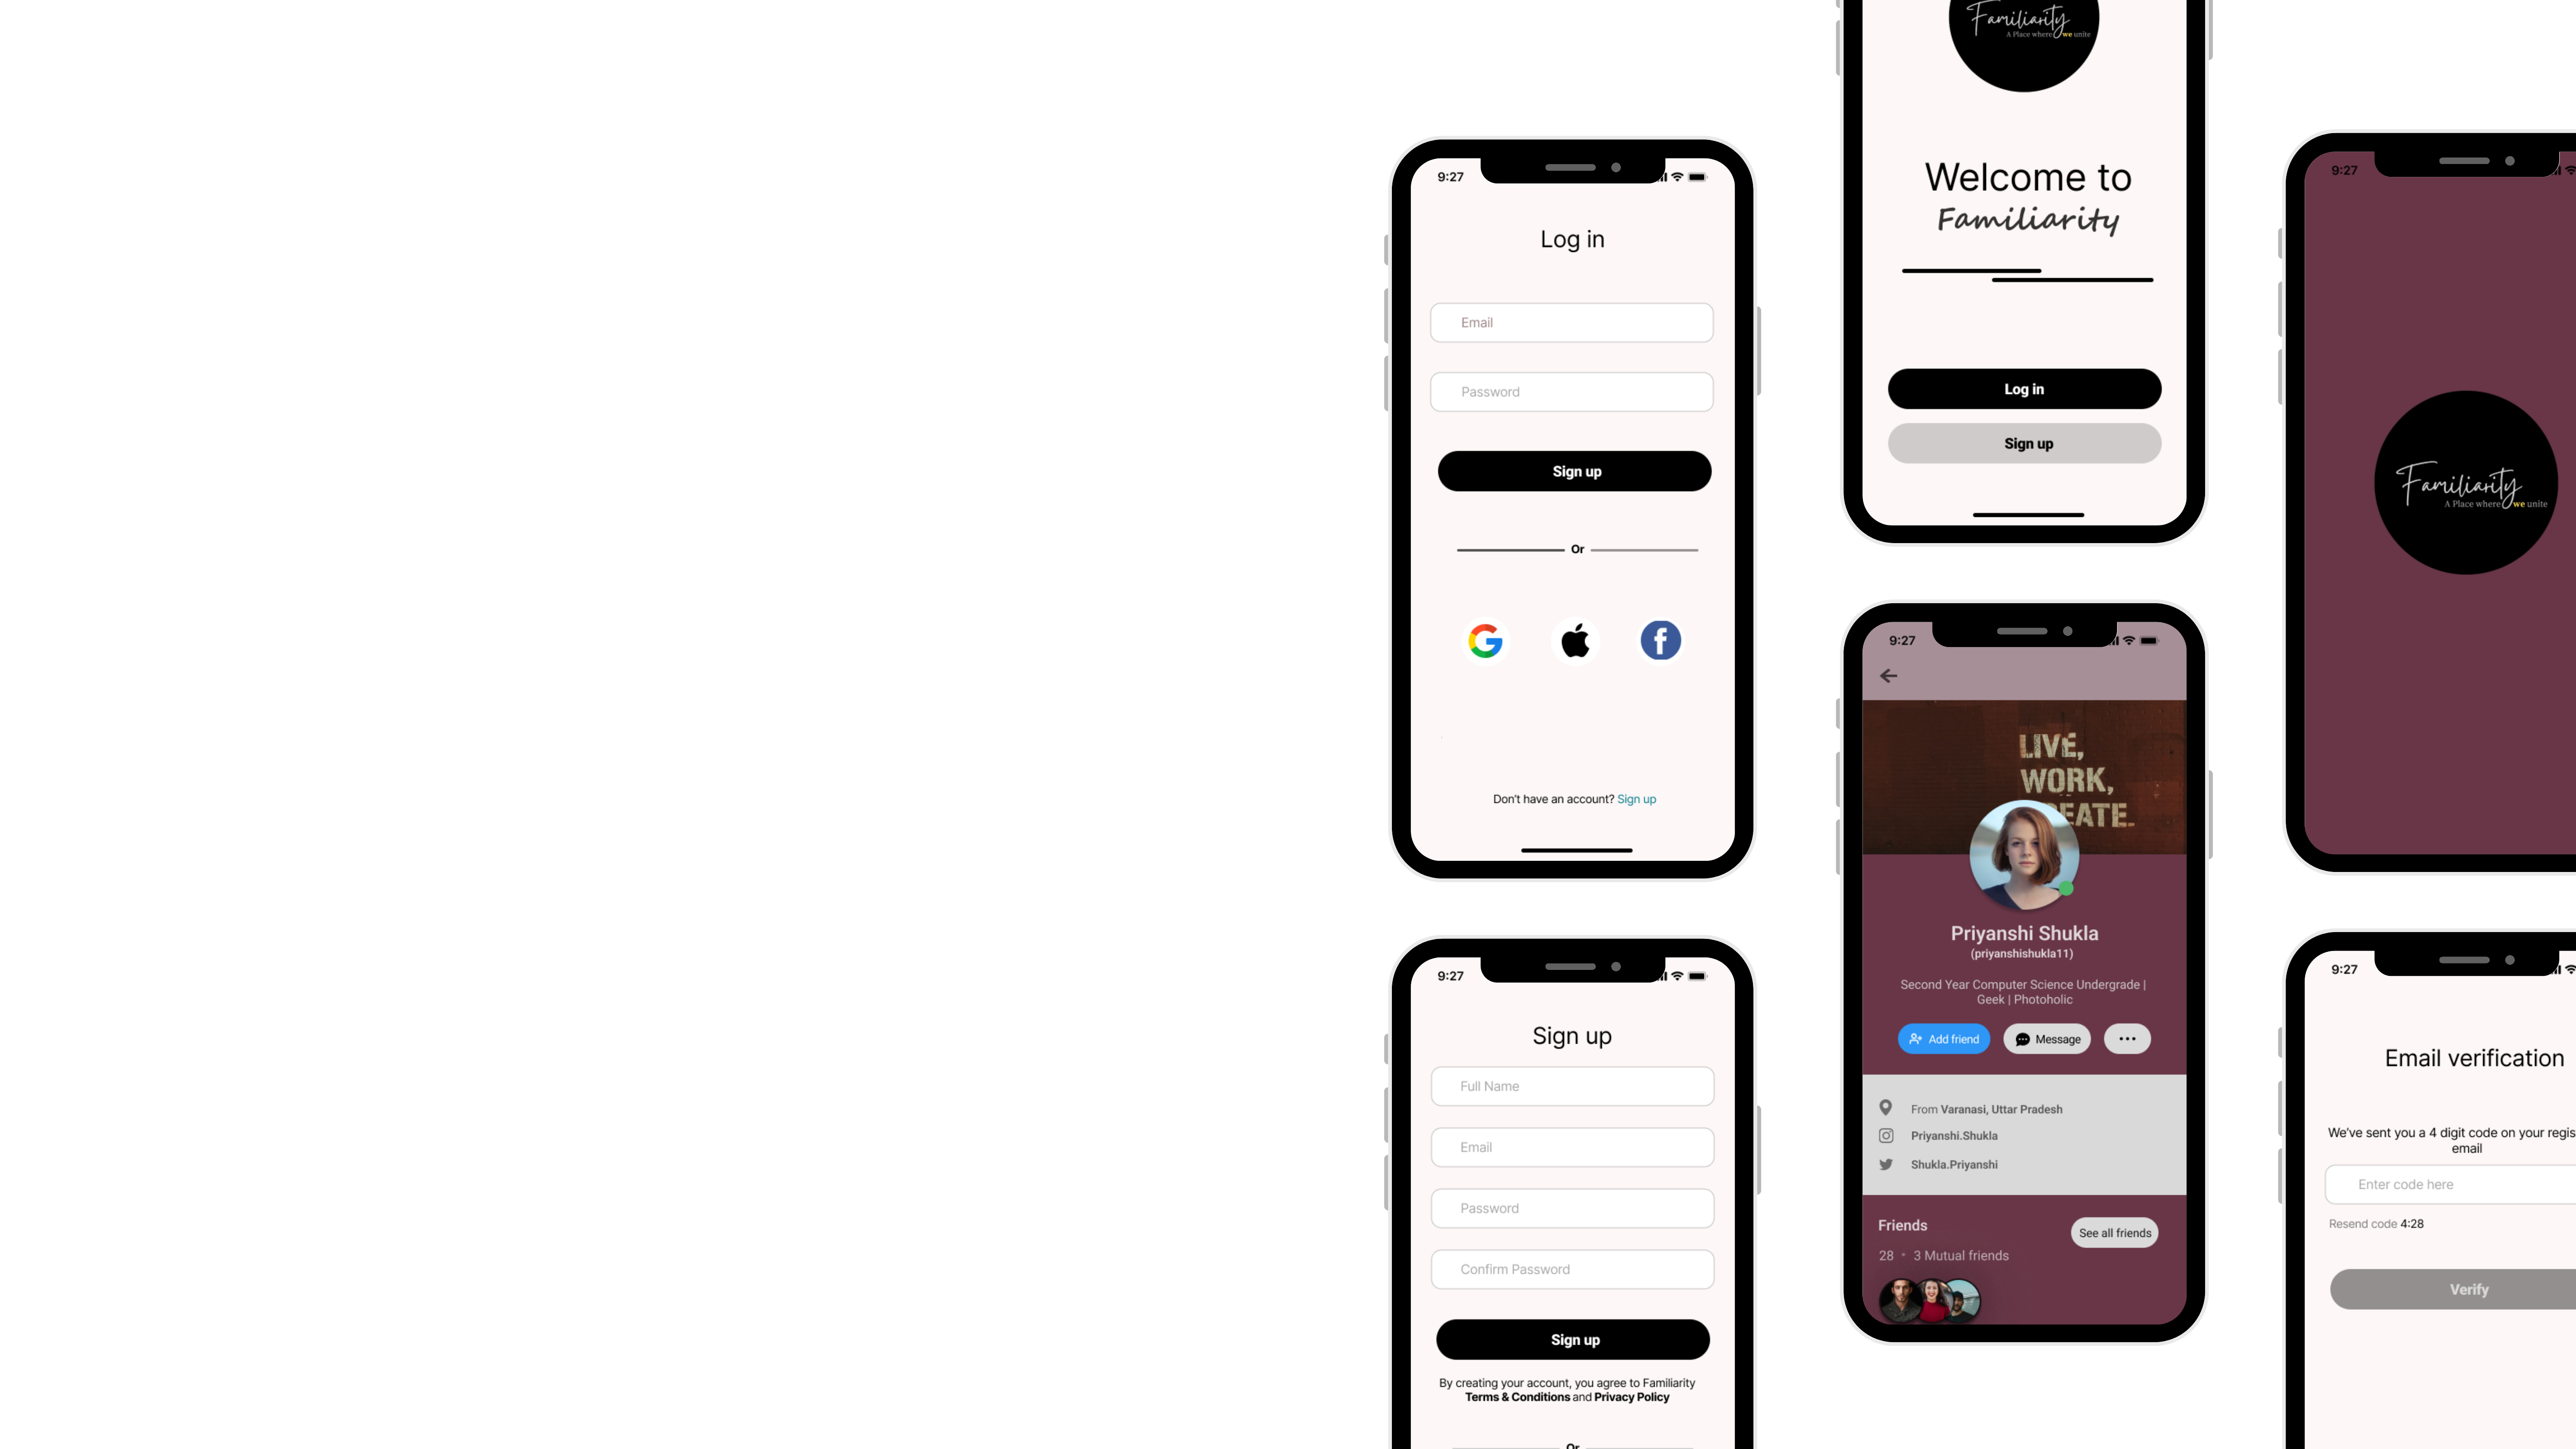 9:27
Log in
Email
Password
Sign up
Or
Don't have an account? Sign up
9:27
Sign up
Full Name
Email
Password
Confirm Password
Sign up
By creating your account, you agree to Familiarity
Terms & Conditions and Privacy Policy
Or
Familiarity
A Place where we unite
Welcome to
Familiarity
Log in
Sign up
9:27
LIVE,
WORK,
EATE.
Priyanshi Shukla
(priyanshishukla11)
Second Year Computer Science Undergrade |
Geek | Photoholic
Add friend
Message
From Varanasi, Uttar Pradesh
Priyanshi.Shukla
Shukla.Priyanshi
Friends
See all friends
28 • 3 Mutual friends
9:27
Familiarity
A Place where we unite
9:27
Email verification
We've sent you a 4 digit code on your regis
email
Enter code here
Resend code 4:28
Verify